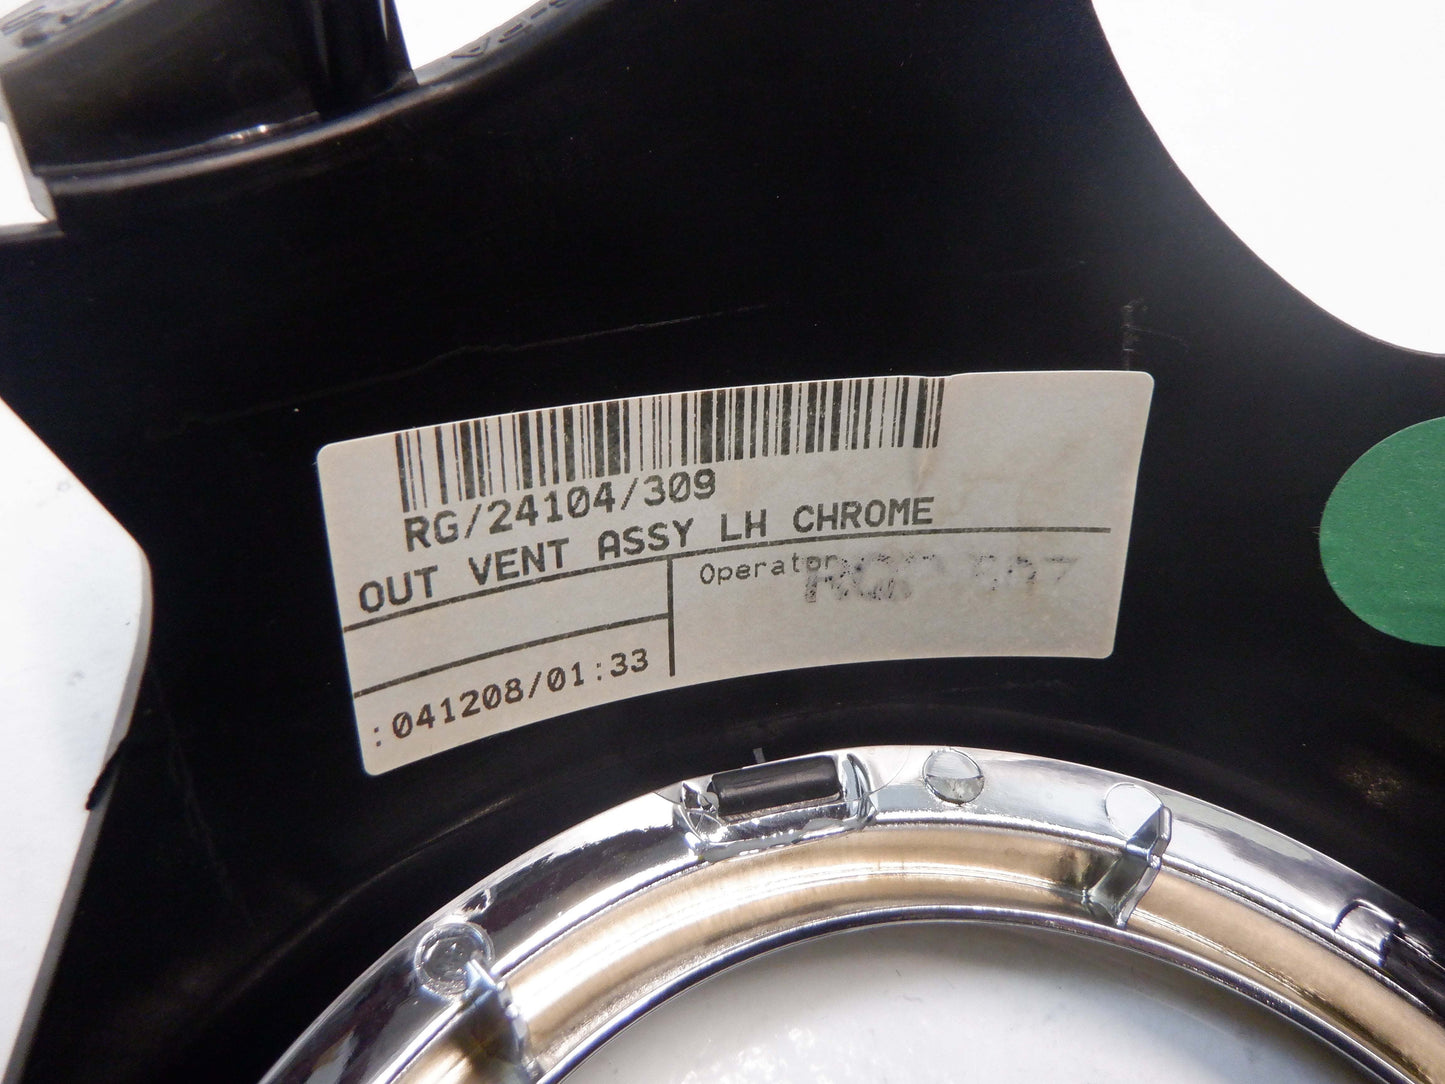 RG/24104/309
OUT VENT ASSY LH CHROME
Operator
:041208/01:33